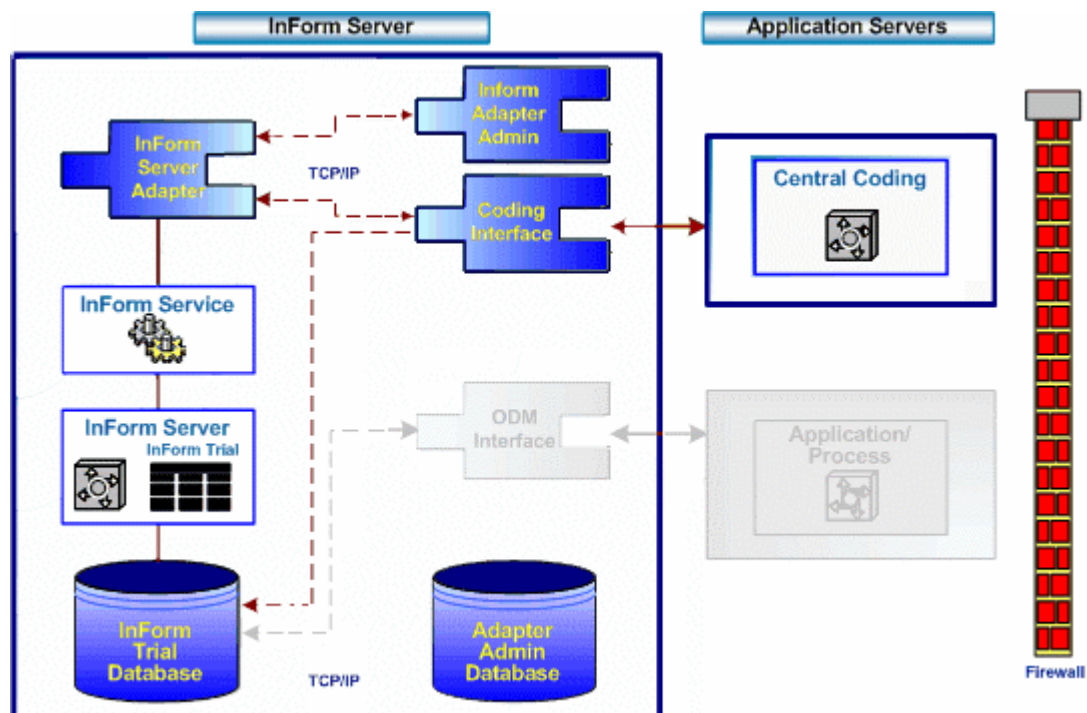 InForm Server
Application Servers
Inform
Adapter
Admin
InForm
Server
Adapter
TCP/IP
Coding
Interface
Central Coding
InForm Service
InForm Server
InForm Trial
ODM
Interface
Application/
Process
InForm
Trial
Database
Adapter
Admin
Database
TCP/IP
Firewall